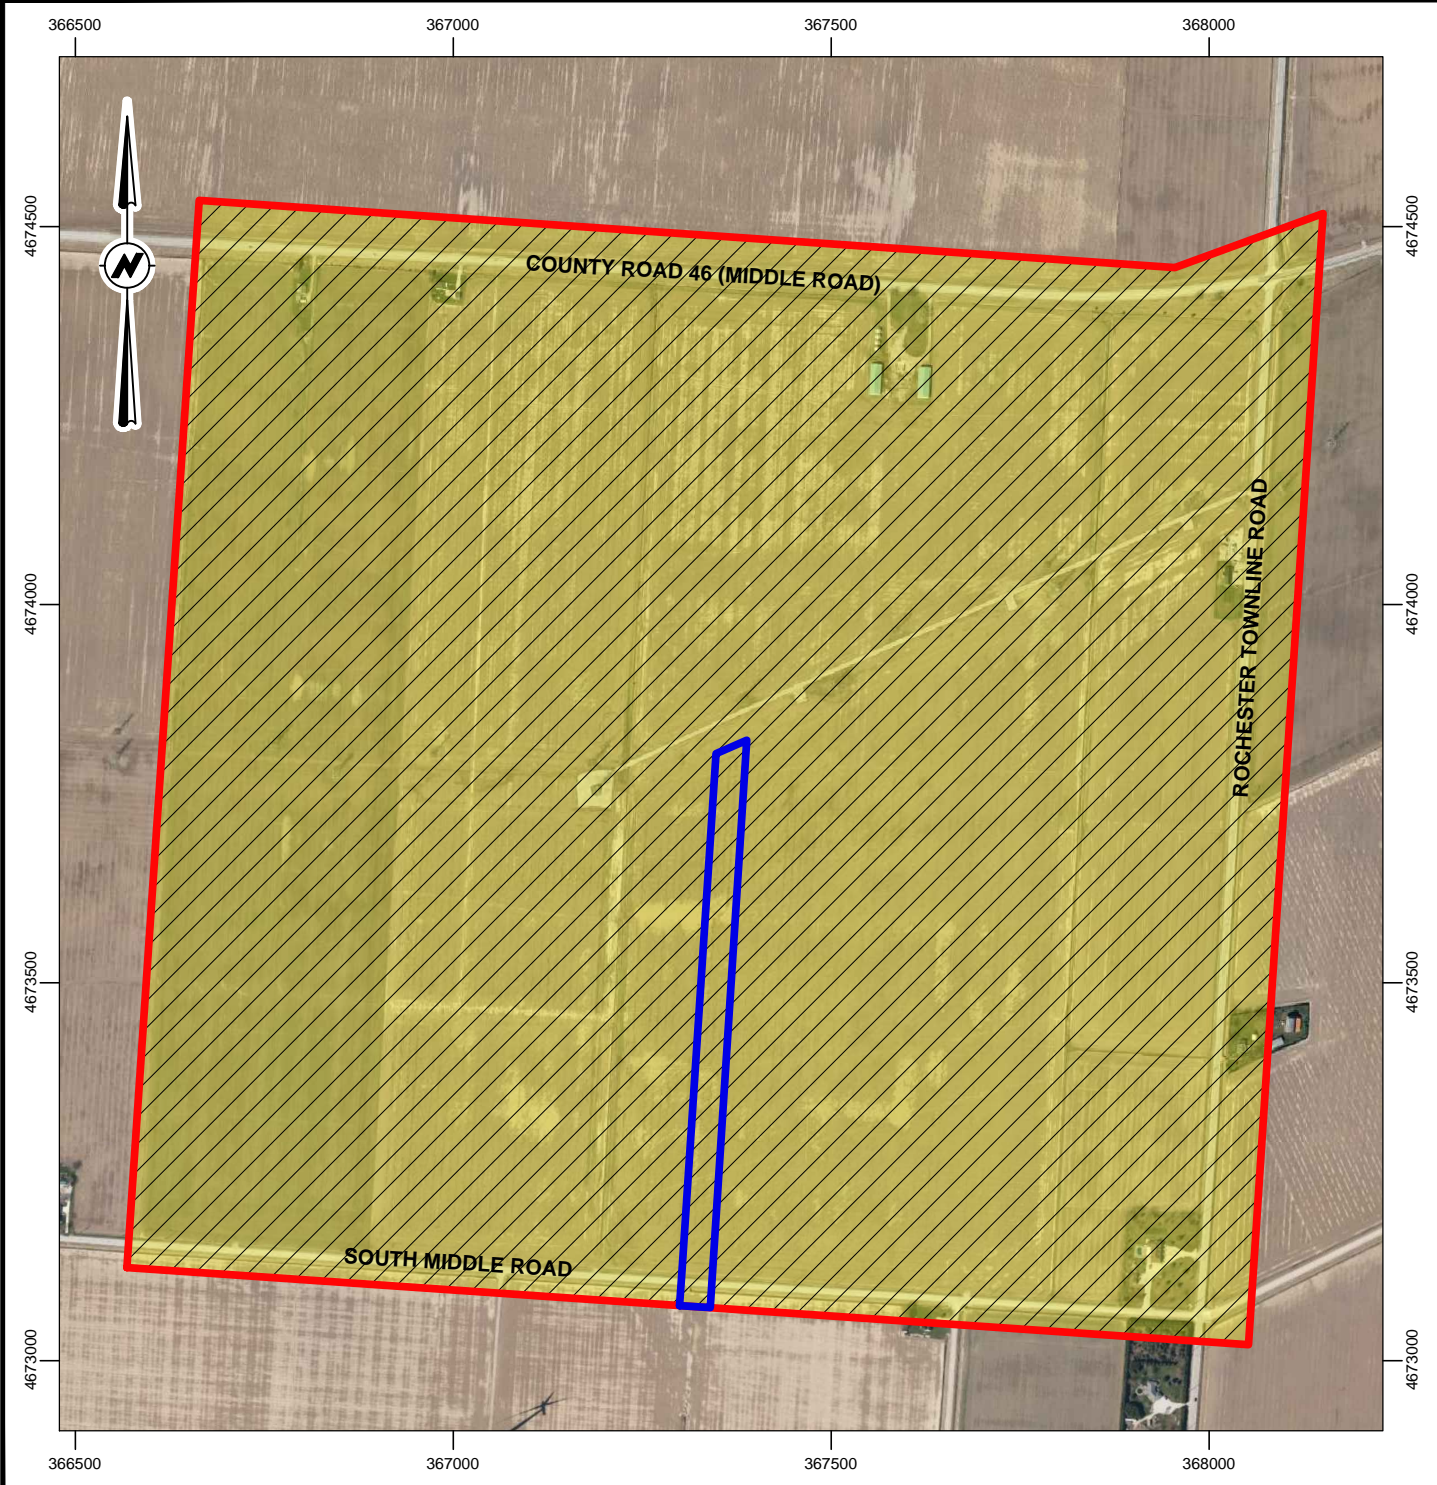 366500 367000 367500 368000
4674500 4674500
N
COUNTY ROAD 46 (MIDDLE ROAD)
ROCHESTER TOWNLINE ROAD
4674000 4674000
4673500 4673500
SOUTH MIDDLE ROAD
4673000 4673000
366500 367000 367500 368000